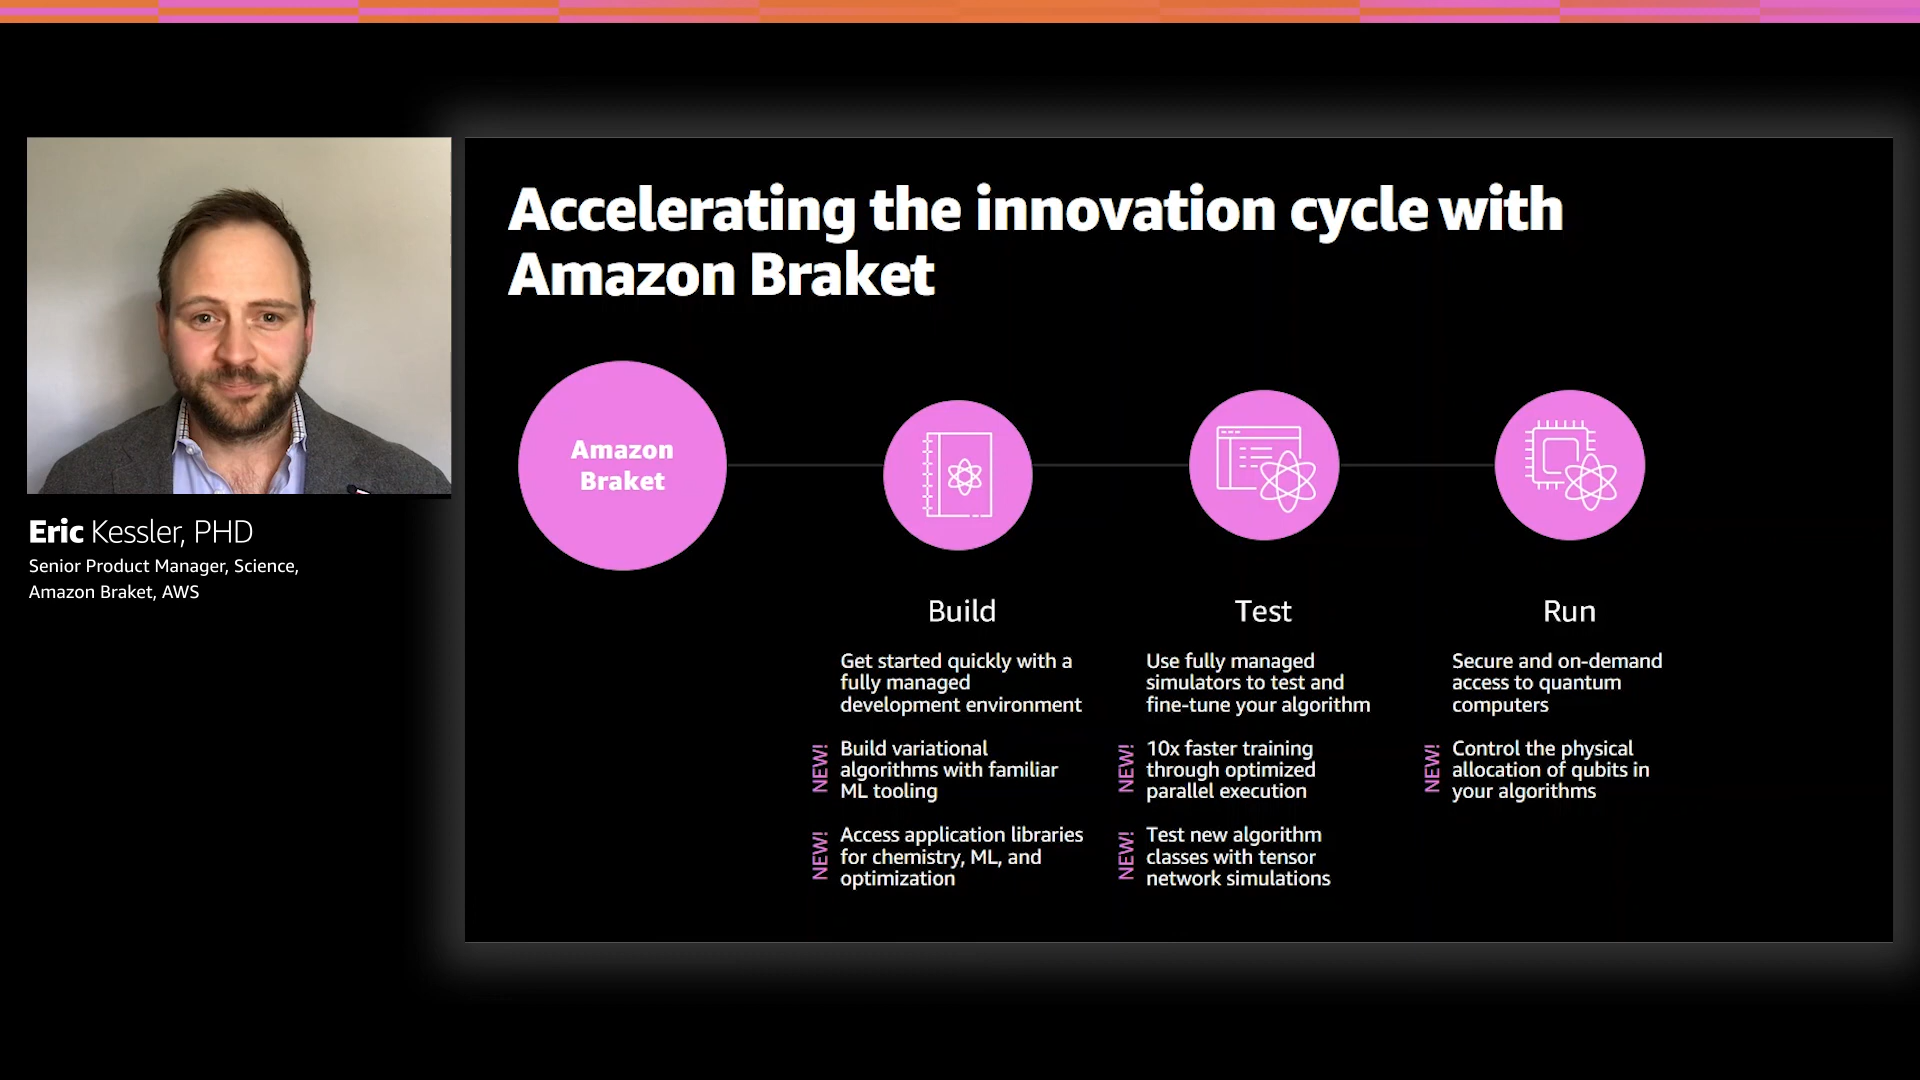 Accelerating the innovation cycle with
Amazon Braket
Amazon
Braket
Eric Kessler, PHD
Senior Product Manager, Science,
Amazon Braket, AWS
Build
Get started quickly with a
fully managed
development environment
NEW!
Build variational
algorithms with familiar
ML tooling
NEW!
Access application libraries
for chemistry, ML, and
optimization
Test
Use fully managed
simulators to test and
fine-tune your algorithm
NEW!
10x faster training
through optimized
parallel execution
NEW!
Test new algorithm
classes with tensor
network simulations
Run
Secure and on-demand
access to quantum
computers
NEW!
Control the physical
allocation of qubits in
your algorithms